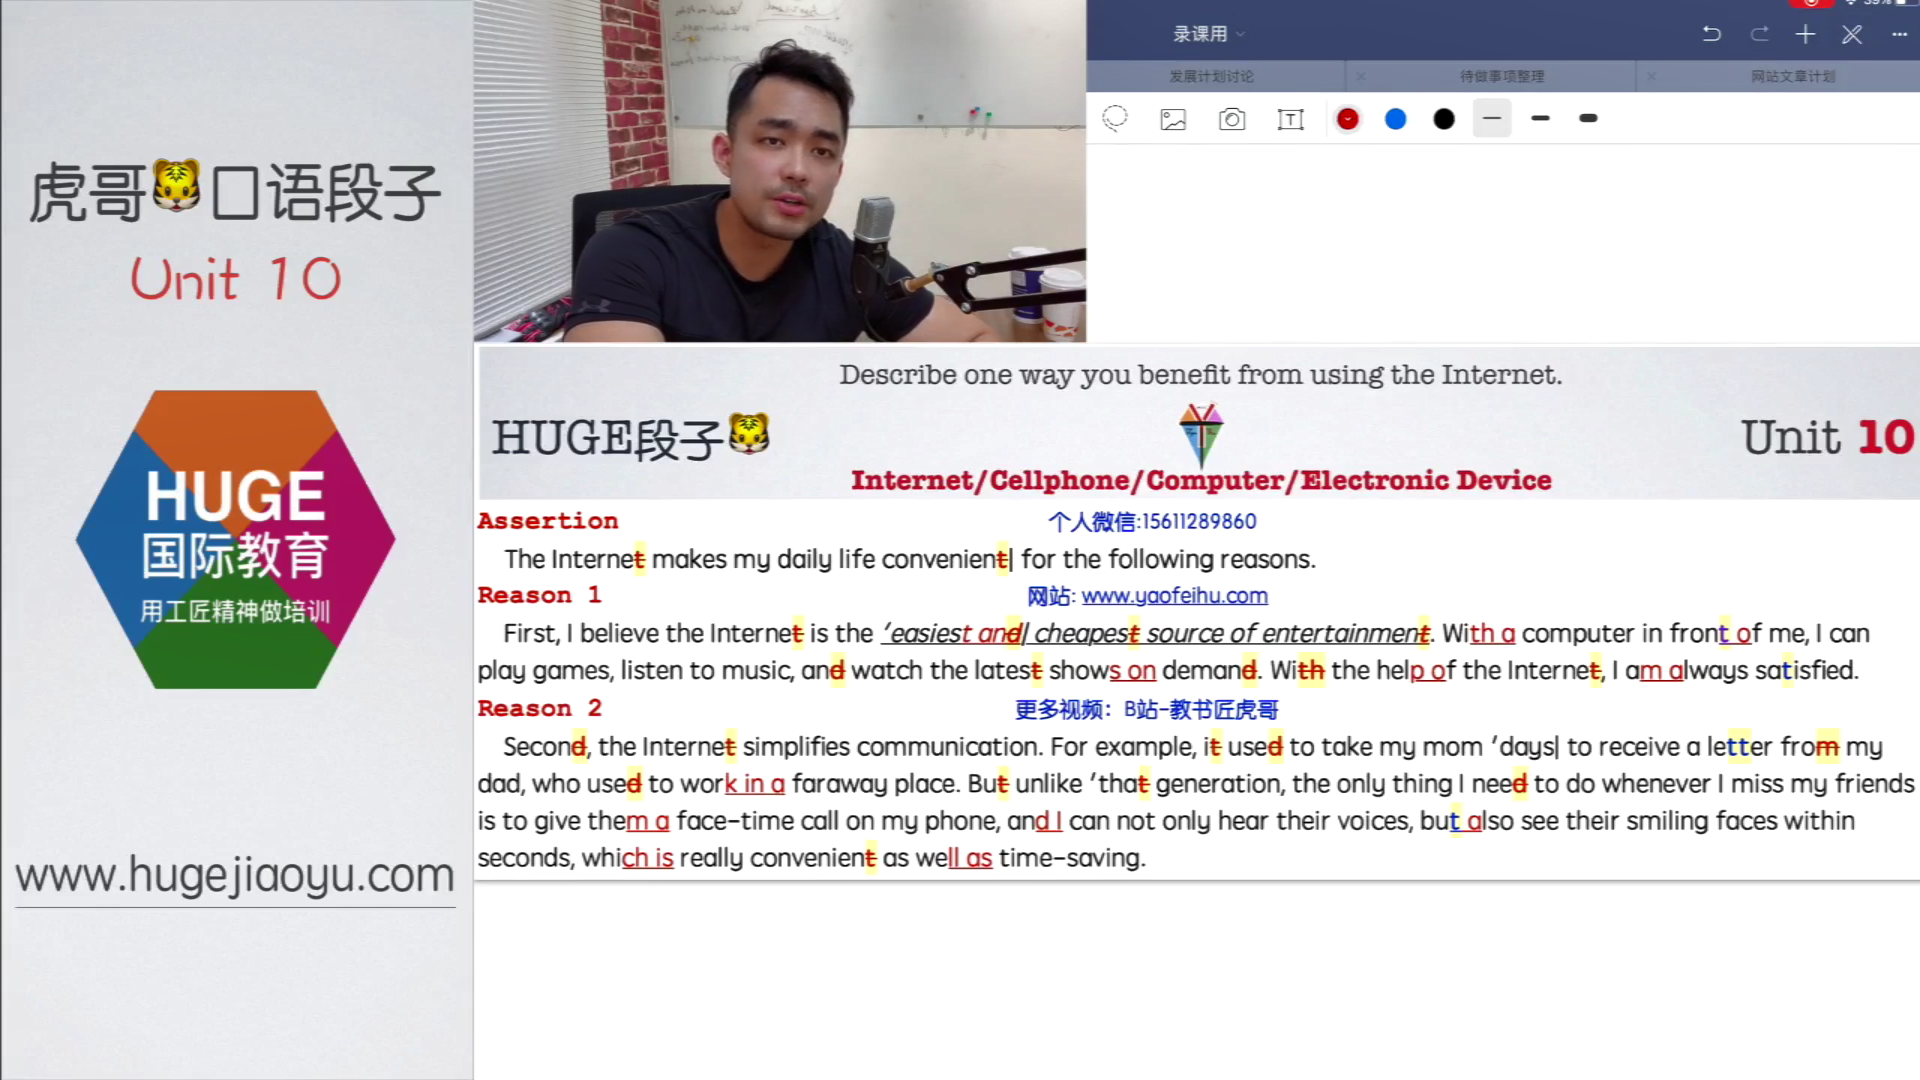 虎哥🐯口语段子
Unit 10
HUGE
国际教育
用工匠精神做培训
www.hugejiaoyu.com
录课用
发展计划讨论
待做事项整理
网站文章计划
Describe one way you benefit from using the Internet.
HUGE段子🐯
Unit 10
Internet/Cellphone/Computer/Electronic Device
Assertion
个人微信:15611289860
The Internet makes my daily life convenient| for the following reasons.
Reason 1
网站: www.yaofeihu.com
First, I believe the Internet is the ‘easiest and| cheapest source of entertainment. With a computer in front of me, I can
play games, listen to music, and watch the latest shows on demand. With the help of the Internet, I am always satisfied.
Reason 2
更多视频：B站-教书匠虎哥
Second, the Internet simplifies communication. For example, it used to take my mom ‘days| to receive a letter from my
dad, who used to work in a faraway place. But unlike ‘that generation, the only thing I need to do whenever I miss my friends
is to give them a face-time call on my phone, and I can not only hear their voices, but also see their smiling faces within
seconds, which is really convenient as well as time-saving.